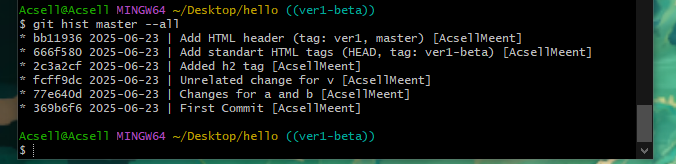 Acsell@Acsell MINGW64 ~/Desktop/hello ((ver1-beta))
$ git hist master --all
* bb11936 2025-06-23 | Add HTML header (tag: ver1, master) [AcsellMeent]
* 666f580 2025-06-23 | Add standart HTML tags (HEAD, tag: ver1-beta) [AcsellMeent]
* 2c3a2cf 2025-06-23 | Added h2 tag [AcsellMeent]
* fcff9dc 2025-06-23 | Unrelated change for v [AcsellMeent]
* 77e640d 2025-06-23 | Changes for a and b [AcsellMeent]
* 369b6f6 2025-06-23 | First Commit [AcsellMeent]
Acsell@Acsell MINGW64 ~/Desktop/hello ((ver1-beta))
$